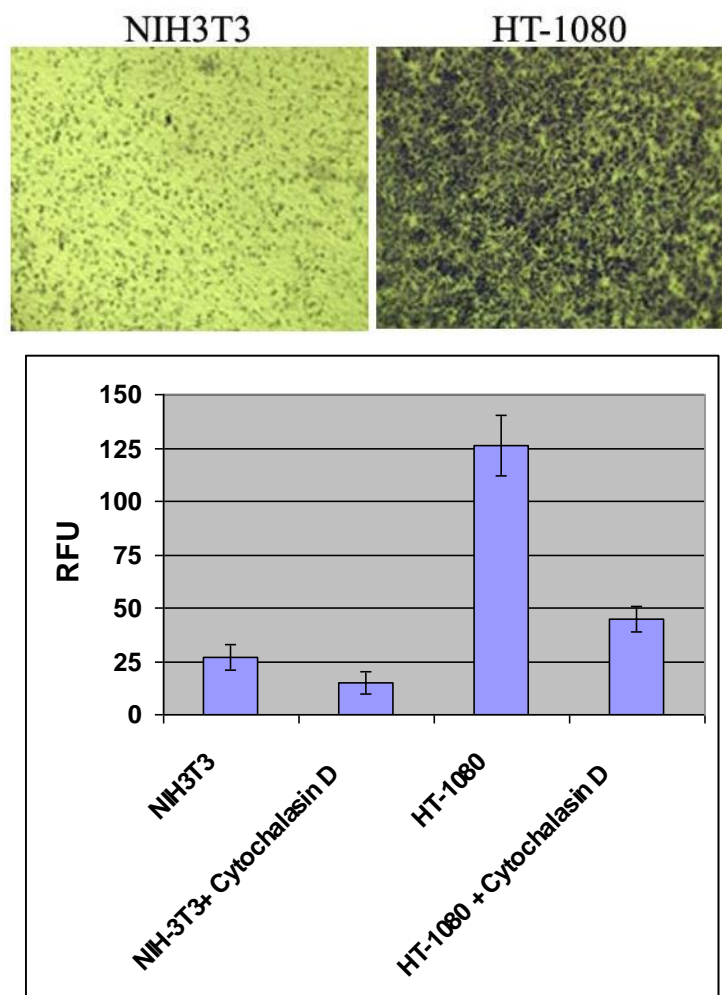 NIH3T3 HT-1080
150
125
100
75
50
25
0
RFU
NIH3T3
NIH-3T3+ Cytochalasin D
HT-1080
HT-1080 + Cytochalasin D